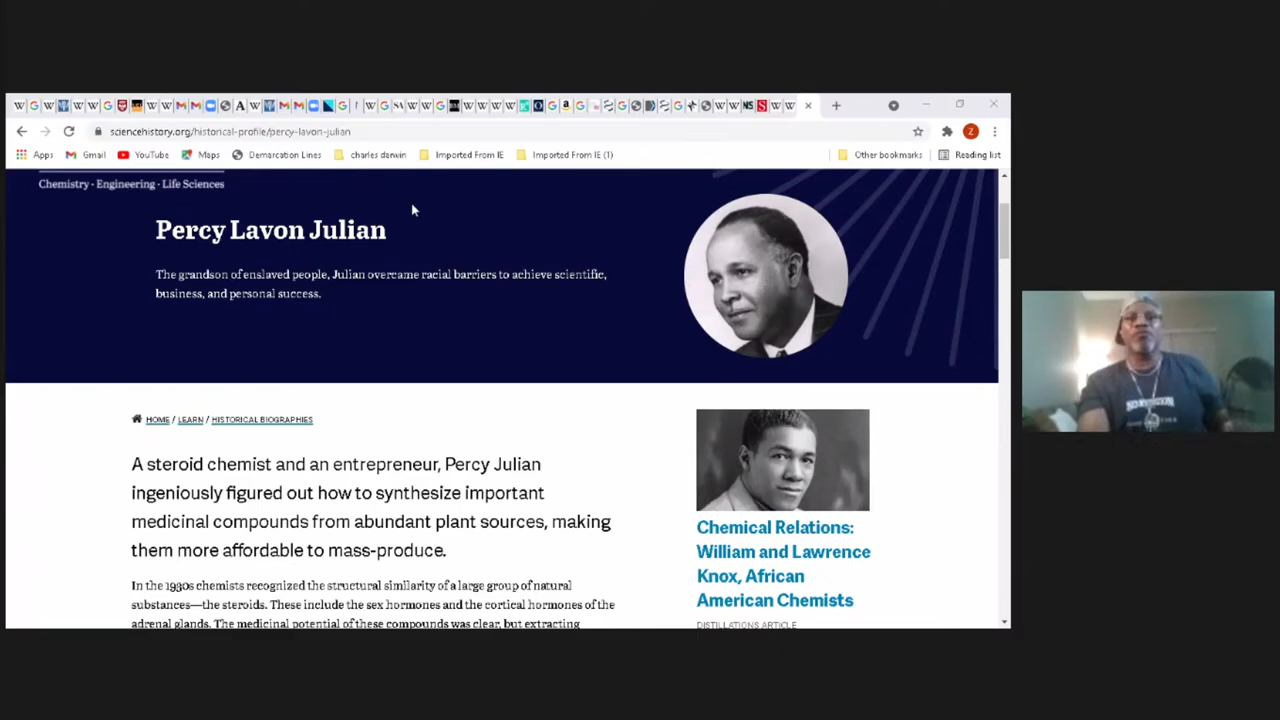 sciencehistory.org/historical-profile/percy-lavon-julian
Apps Gmail YouTube Maps Demarcation Lines charles darwin Imported From IE Imported From IE (1) Other bookmarks Reading list
Chemistry · Engineering · Life Sciences
Percy Lavon Julian
The grandson of enslaved people, Julian overcame racial barriers to achieve scientific,
business, and personal success.
HOME / LEARN / HISTORICAL BIOGRAPHIES
A steroid chemist and an entrepreneur, Percy Julian
ingeniously figured out how to synthesize important
medicinal compounds from abundant plant sources, making
them more affordable to mass-produce.
In the 1930s chemists recognized the structural similarity of a large group of natural
substances—the steroids. These include the sex hormones and the cortical hormones of the
adrenal glands. The medicinal potential of these compounds was clear, but extracting
Chemical Relations:
William and Lawrence
Knox, African
American Chemists
DISTILLATIONS ARTICLE